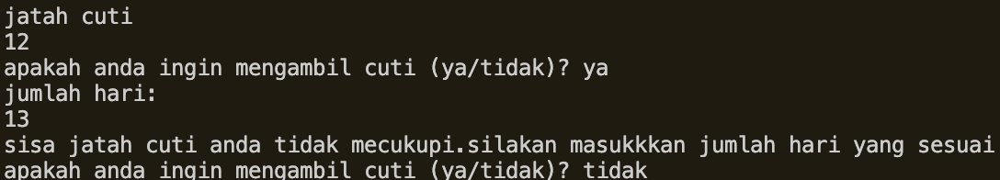 jatah cuti
12
apakah anda ingin mengambil cuti (ya/tidak)? ya
jumlah hari:
13
sisa jatah cuti anda tidak mecukupi.silakan masukkkan jumlah hari yang sesuai
apakah anda ingin mengambil cuti (ya/tidak)? tidak